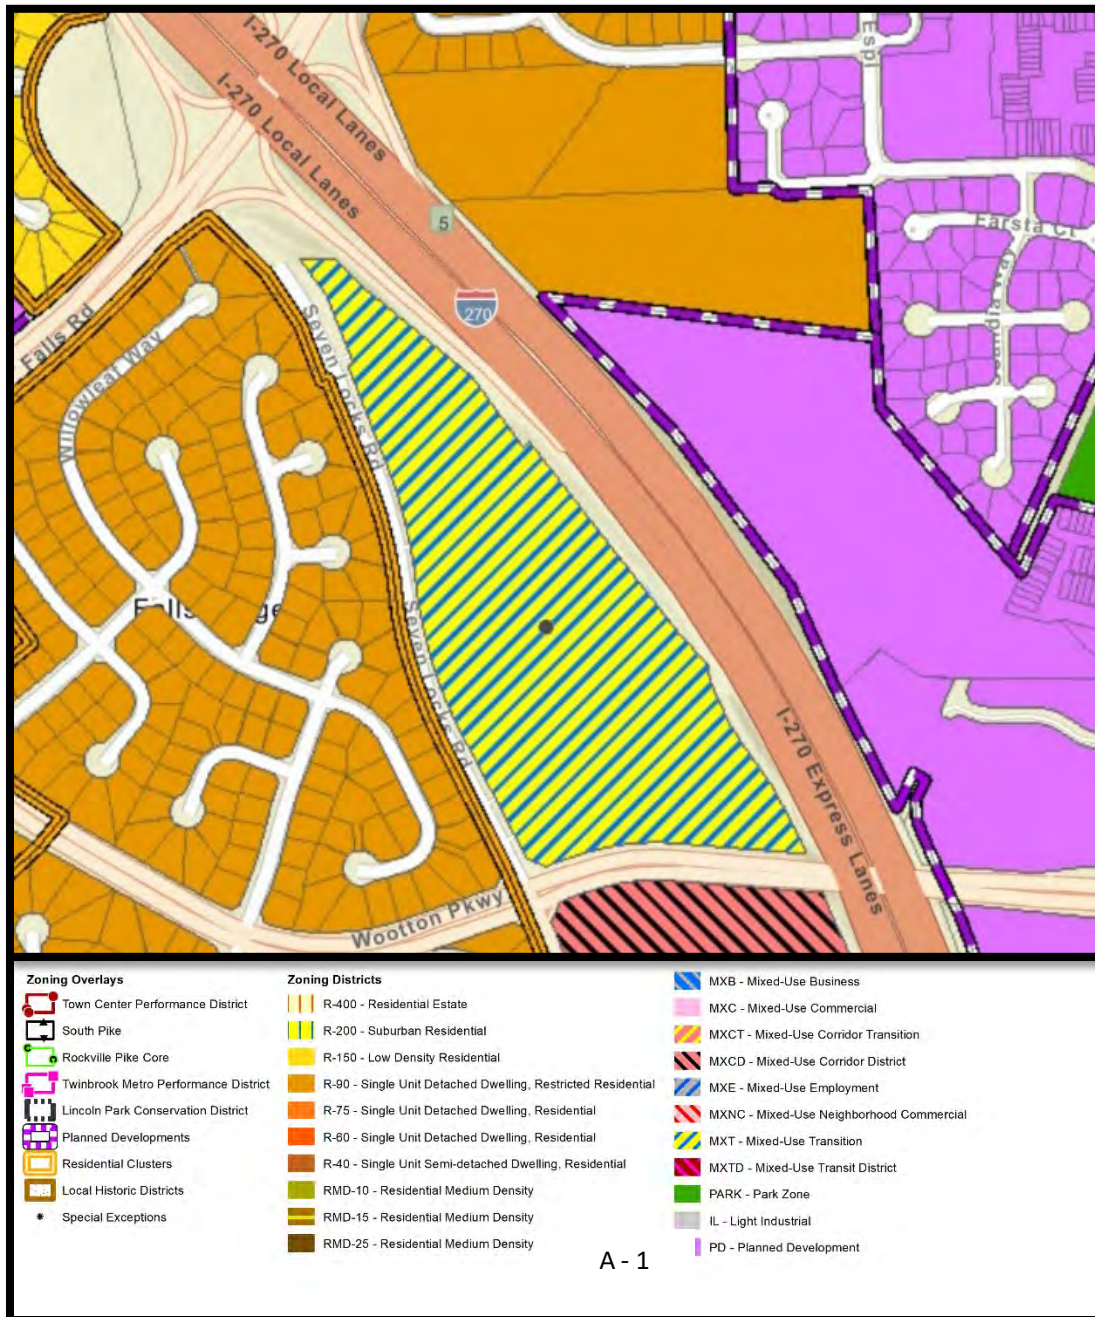 I-270 Local Lanes
I-270 Local Lanes
Espl
5
Farsta Ct
270
Falls Rd
Willowleaf Way
Seven Locks Rd
Seven Locks Rd
I-270 Express Lanes
Wootton Pkwy
Zoning Overlays
Town Center Performance District
South Pike
Rockville Pike Core
Twinbrook Metro Performance District
Lincoln Park Conservation District
Planned Developments
Residential Clusters
Local Historic Districts
Special Exceptions
Zoning Districts
R-400 - Residential Estate
R-200 - Suburban Residential
R-150 - Low Density Residential
R-90 - Single Unit Detached Dwelling, Restricted Residential
R-75 - Single Unit Detached Dwelling, Residential
R-60 - Single Unit Detached Dwelling, Residential
R-40 - Single Unit Semi-detached Dwelling, Residential
RMD-10 - Residential Medium Density
RMD-15 - Residential Medium Density
RMD-25 - Residential Medium Density
MXB - Mixed-Use Business
MXC - Mixed-Use Commercial
MXCT - Mixed-Use Corridor Transition
MXCD - Mixed-Use Corridor District
MXE - Mixed-Use Employment
MXNC - Mixed-Use Neighborhood Commercial
MXT - Mixed-Use Transition
MXTD - Mixed-Use Transit District
PARK - Park Zone
IL - Light Industrial
PD - Planned Development
A - 1